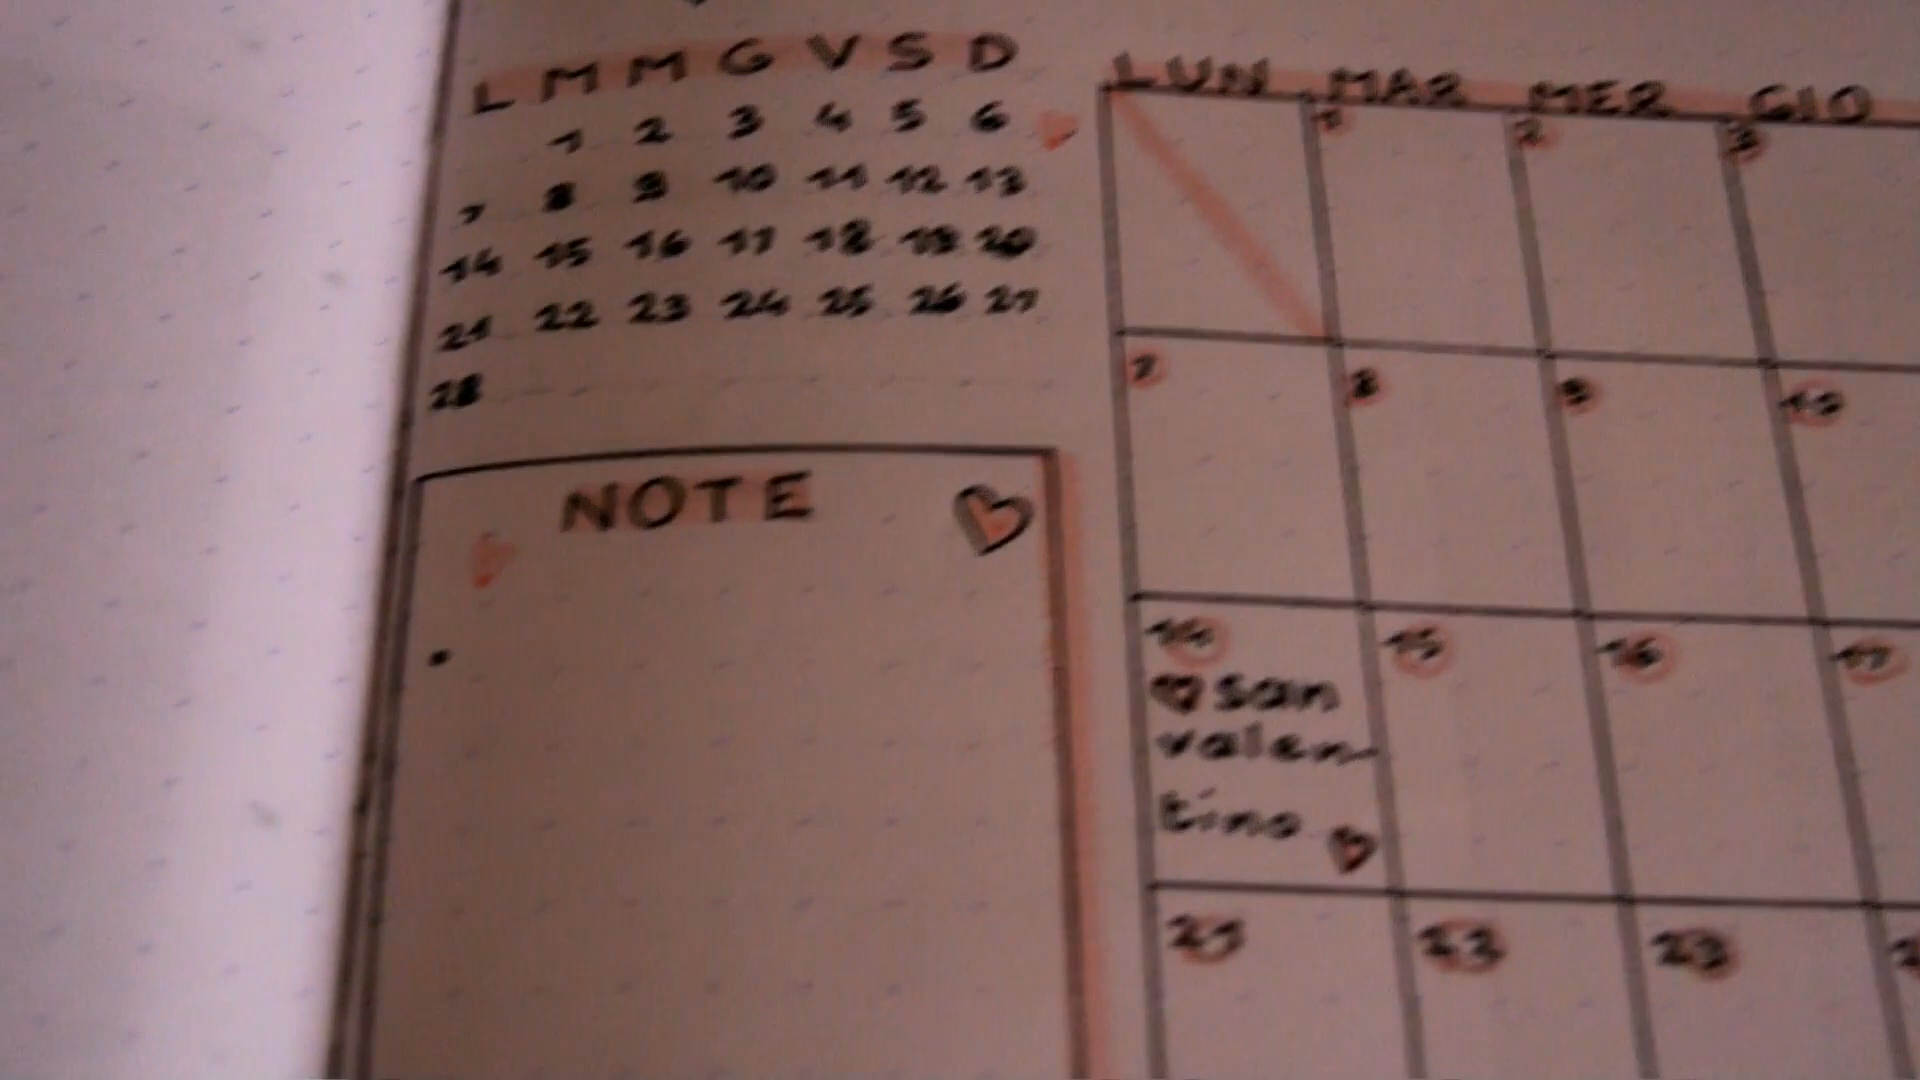 L M M G V S D
1 2 3 4 5 6
7 8 9 10 11 12 13
14 15 16 17 18 19 20
21 22 23 24 25 26 27
28
NOTE
LUN MAR MER GIO
1 2 3
7 8 9 10
14 15 16 17
san
valen-
tino
21 22 23